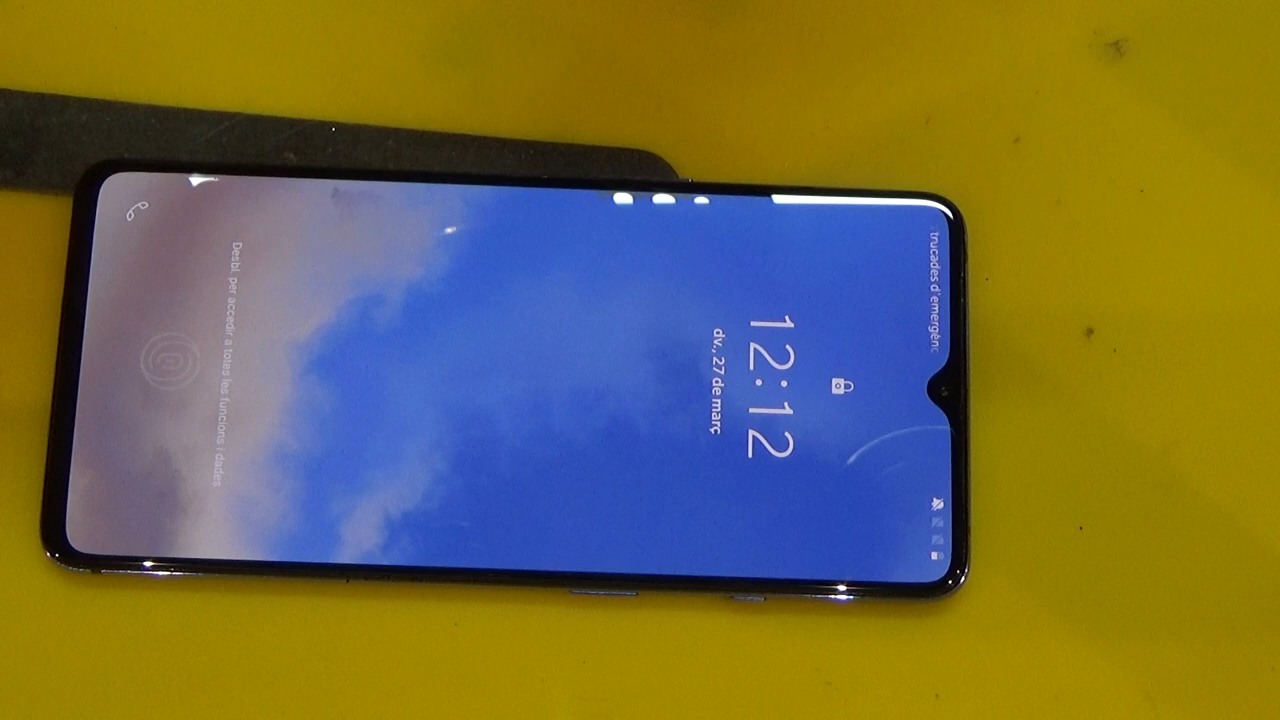 trucades d'emergènc
12:12
dv., 27 de març
Desbl. per accedir a totes les funcions i dades